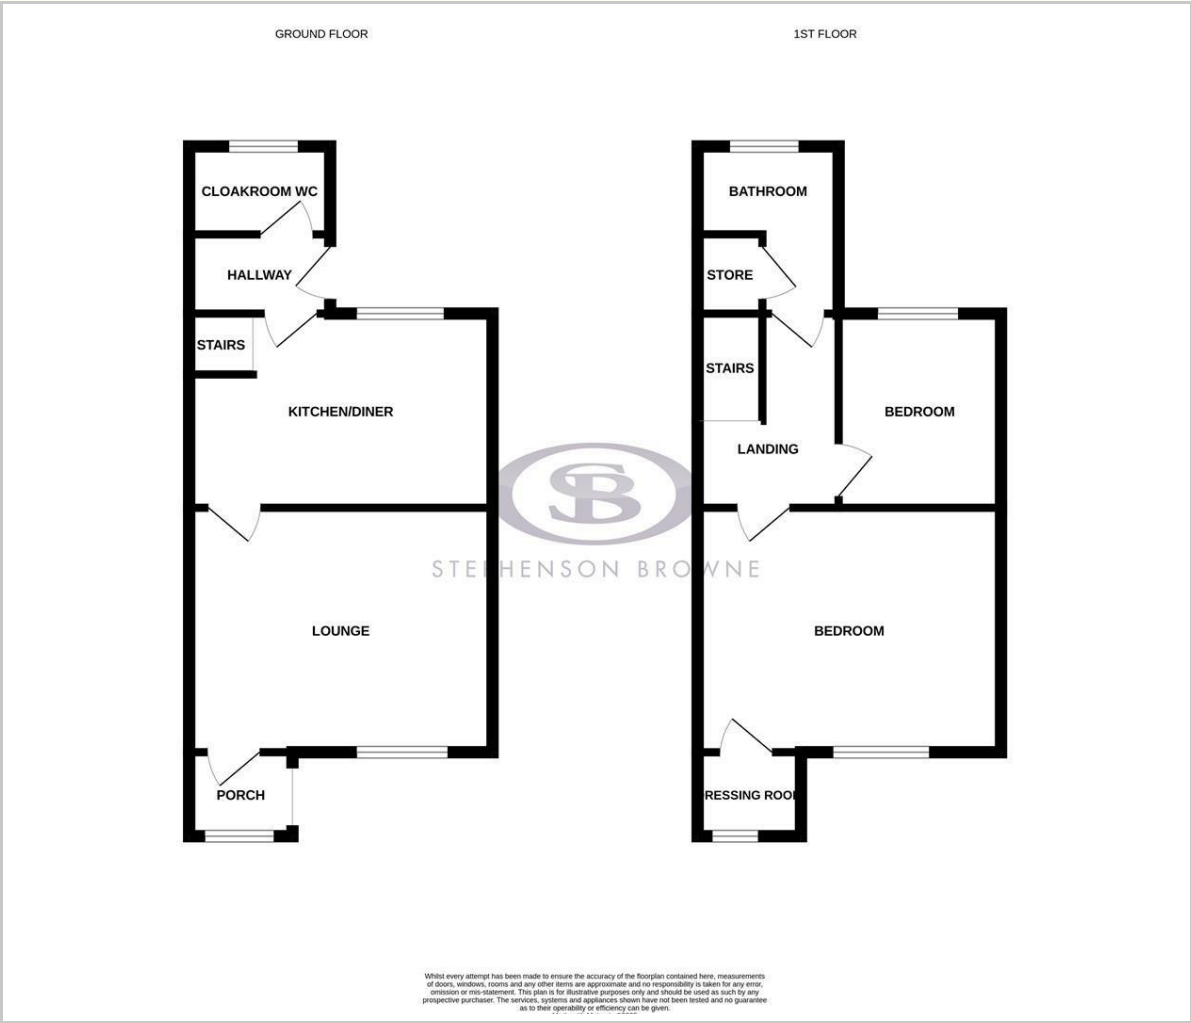 GROUND FLOOR
1ST FLOOR
CLOAKROOM WC
HALLWAY
STAIRS
KITCHEN/DINER
LOUNGE
PORCH
BATHROOM
STORE
STAIRS
BEDROOM
LANDING
BEDROOM
RESSING ROO
SB
STEPHENSON BROWNE
Whilst every attempt has been made to ensure the accuracy of the floorplan contained here, measurements
of doors, windows, rooms and any other items are approximate and no responsibility is taken for any error,
omission or mis-statement. This plan is for illustrative purposes only and should be used as such by any
prospective purchaser. The services, systems and appliances shown have not been tested and no guarantee
as to their operability or efficiency can be given.